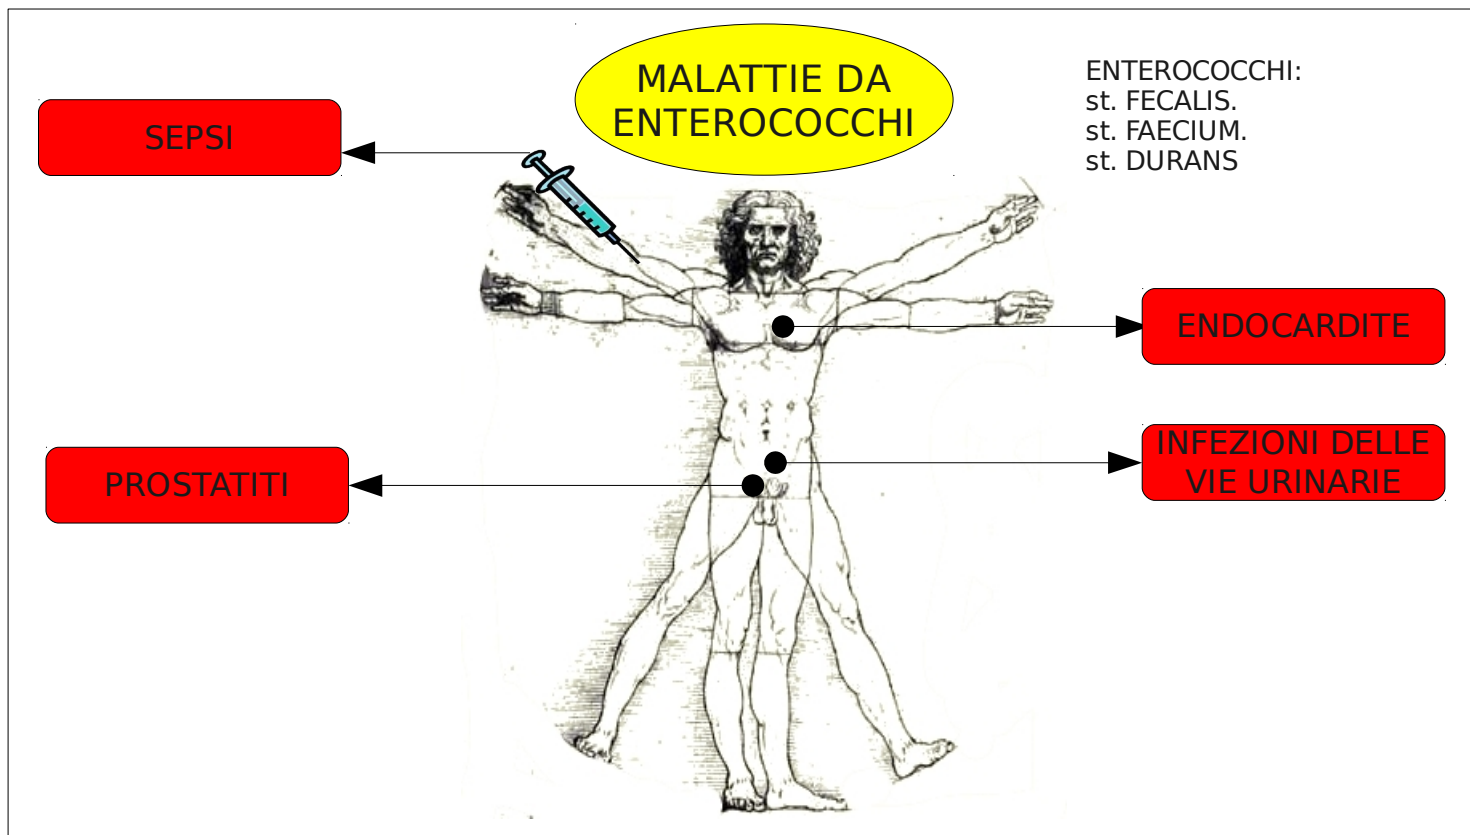 MALATTIE DA
ENTEROCOCCHI
ENTEROCOCCHI:
st. FECALIS.
st. FAECIUM.
st. DURANS
SEPSI
ENDOCARDITE
INFEZIONI DELLE
VIE URINARIE
PROSTATITI